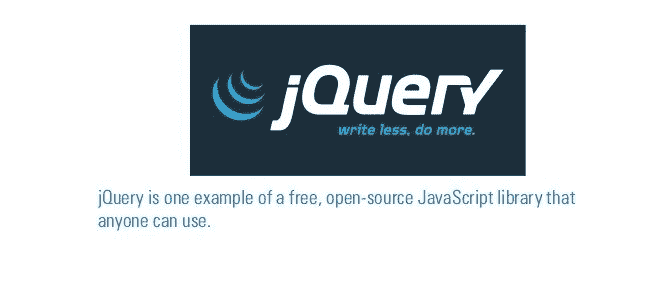 jQuery
write less, do more.
jQuery is one example of a free, open-source JavaScript library that
anyone can use.